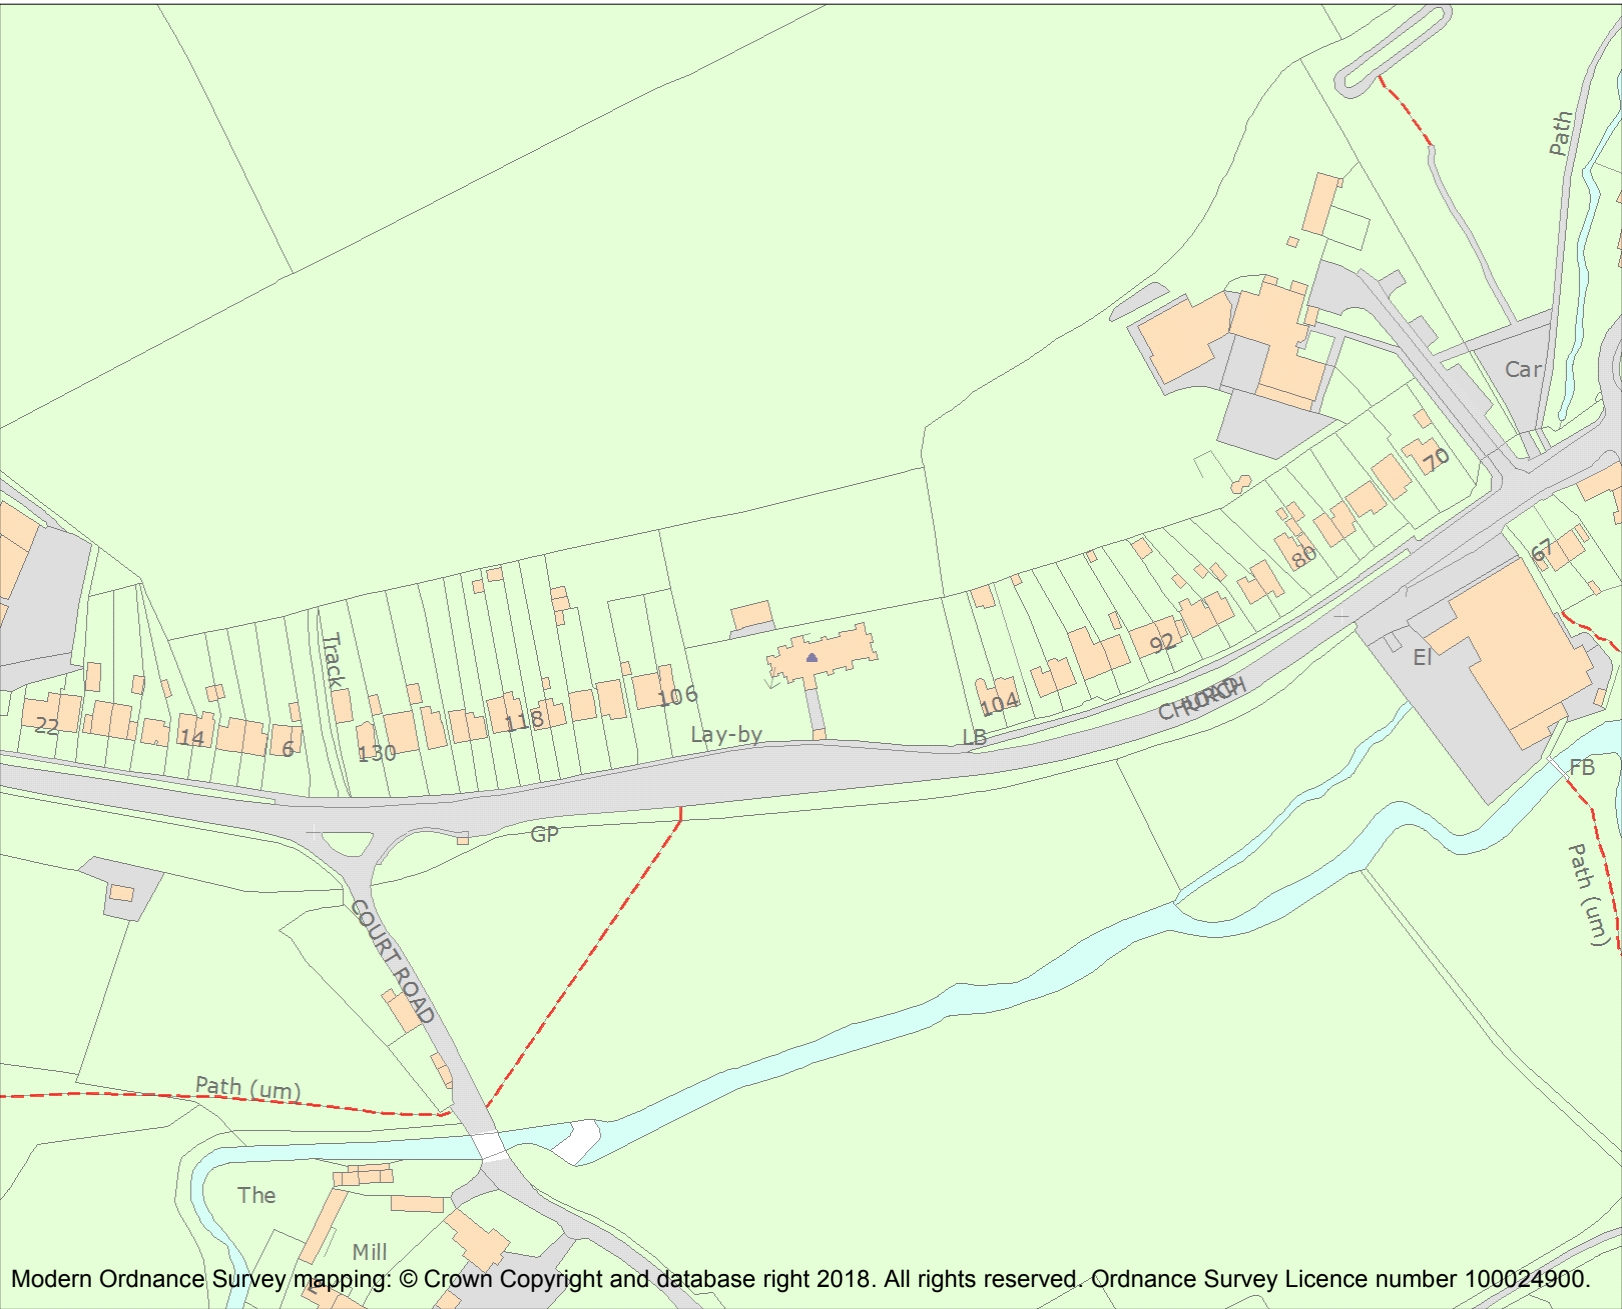 Path
Car
70
80
67
Track
92
El
106
104
22
14
6
118
130
Lay-by
LB
CHURCH
ROAD
FB
GP
Path (um)
COURT ROAD
Path (um)
The
Mill
Modern Ordnance Survey mapping: © Crown Copyright and database right 2018. All rights reserved. Ordnance Survey Licence number 100024900.